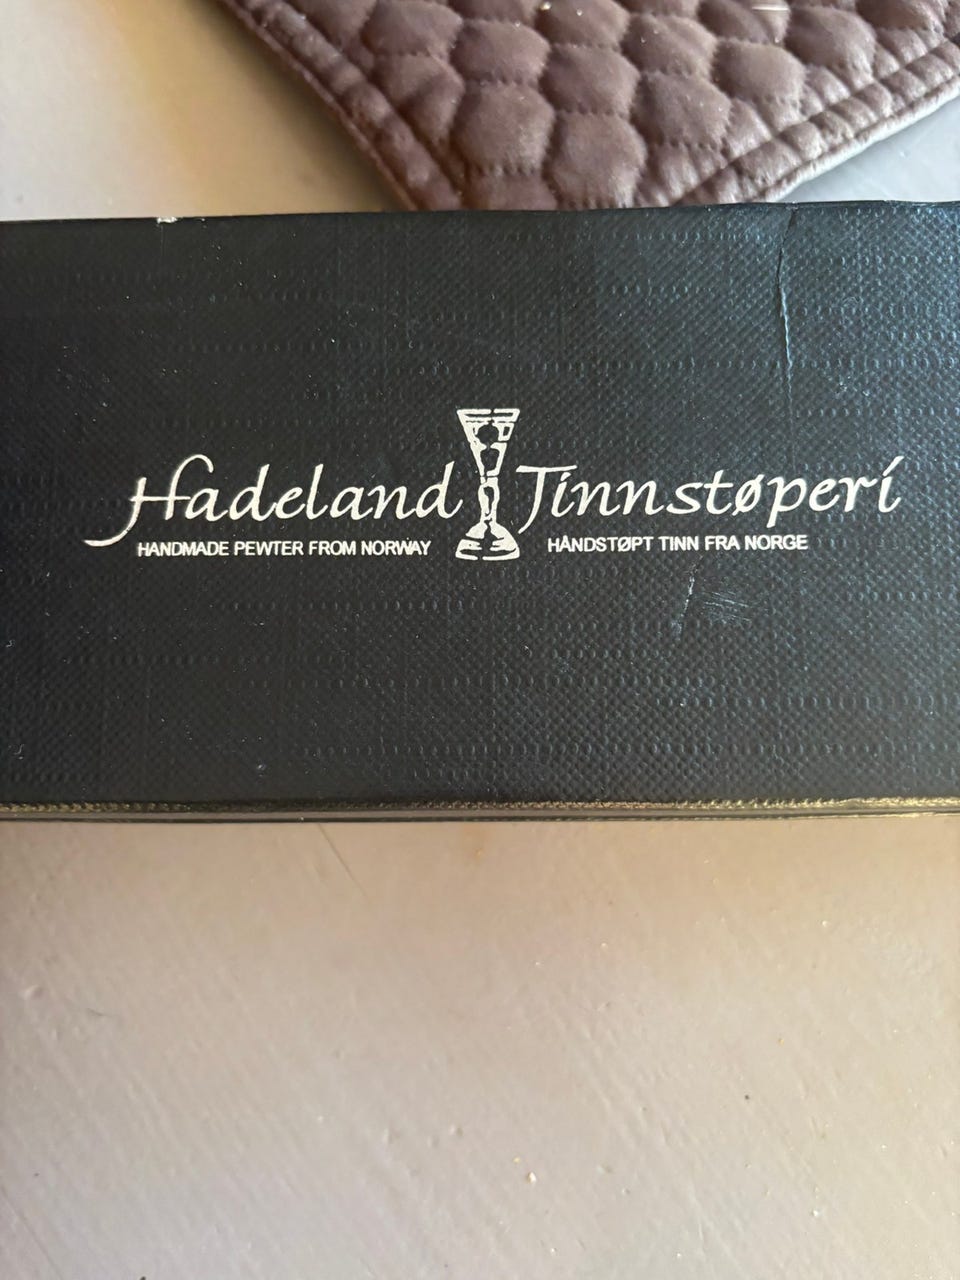 Hadeland Tinnstøperi
HANDMADE PEWTER FROM NORWAY HÅNDSTØPT TINN FRA NORGE